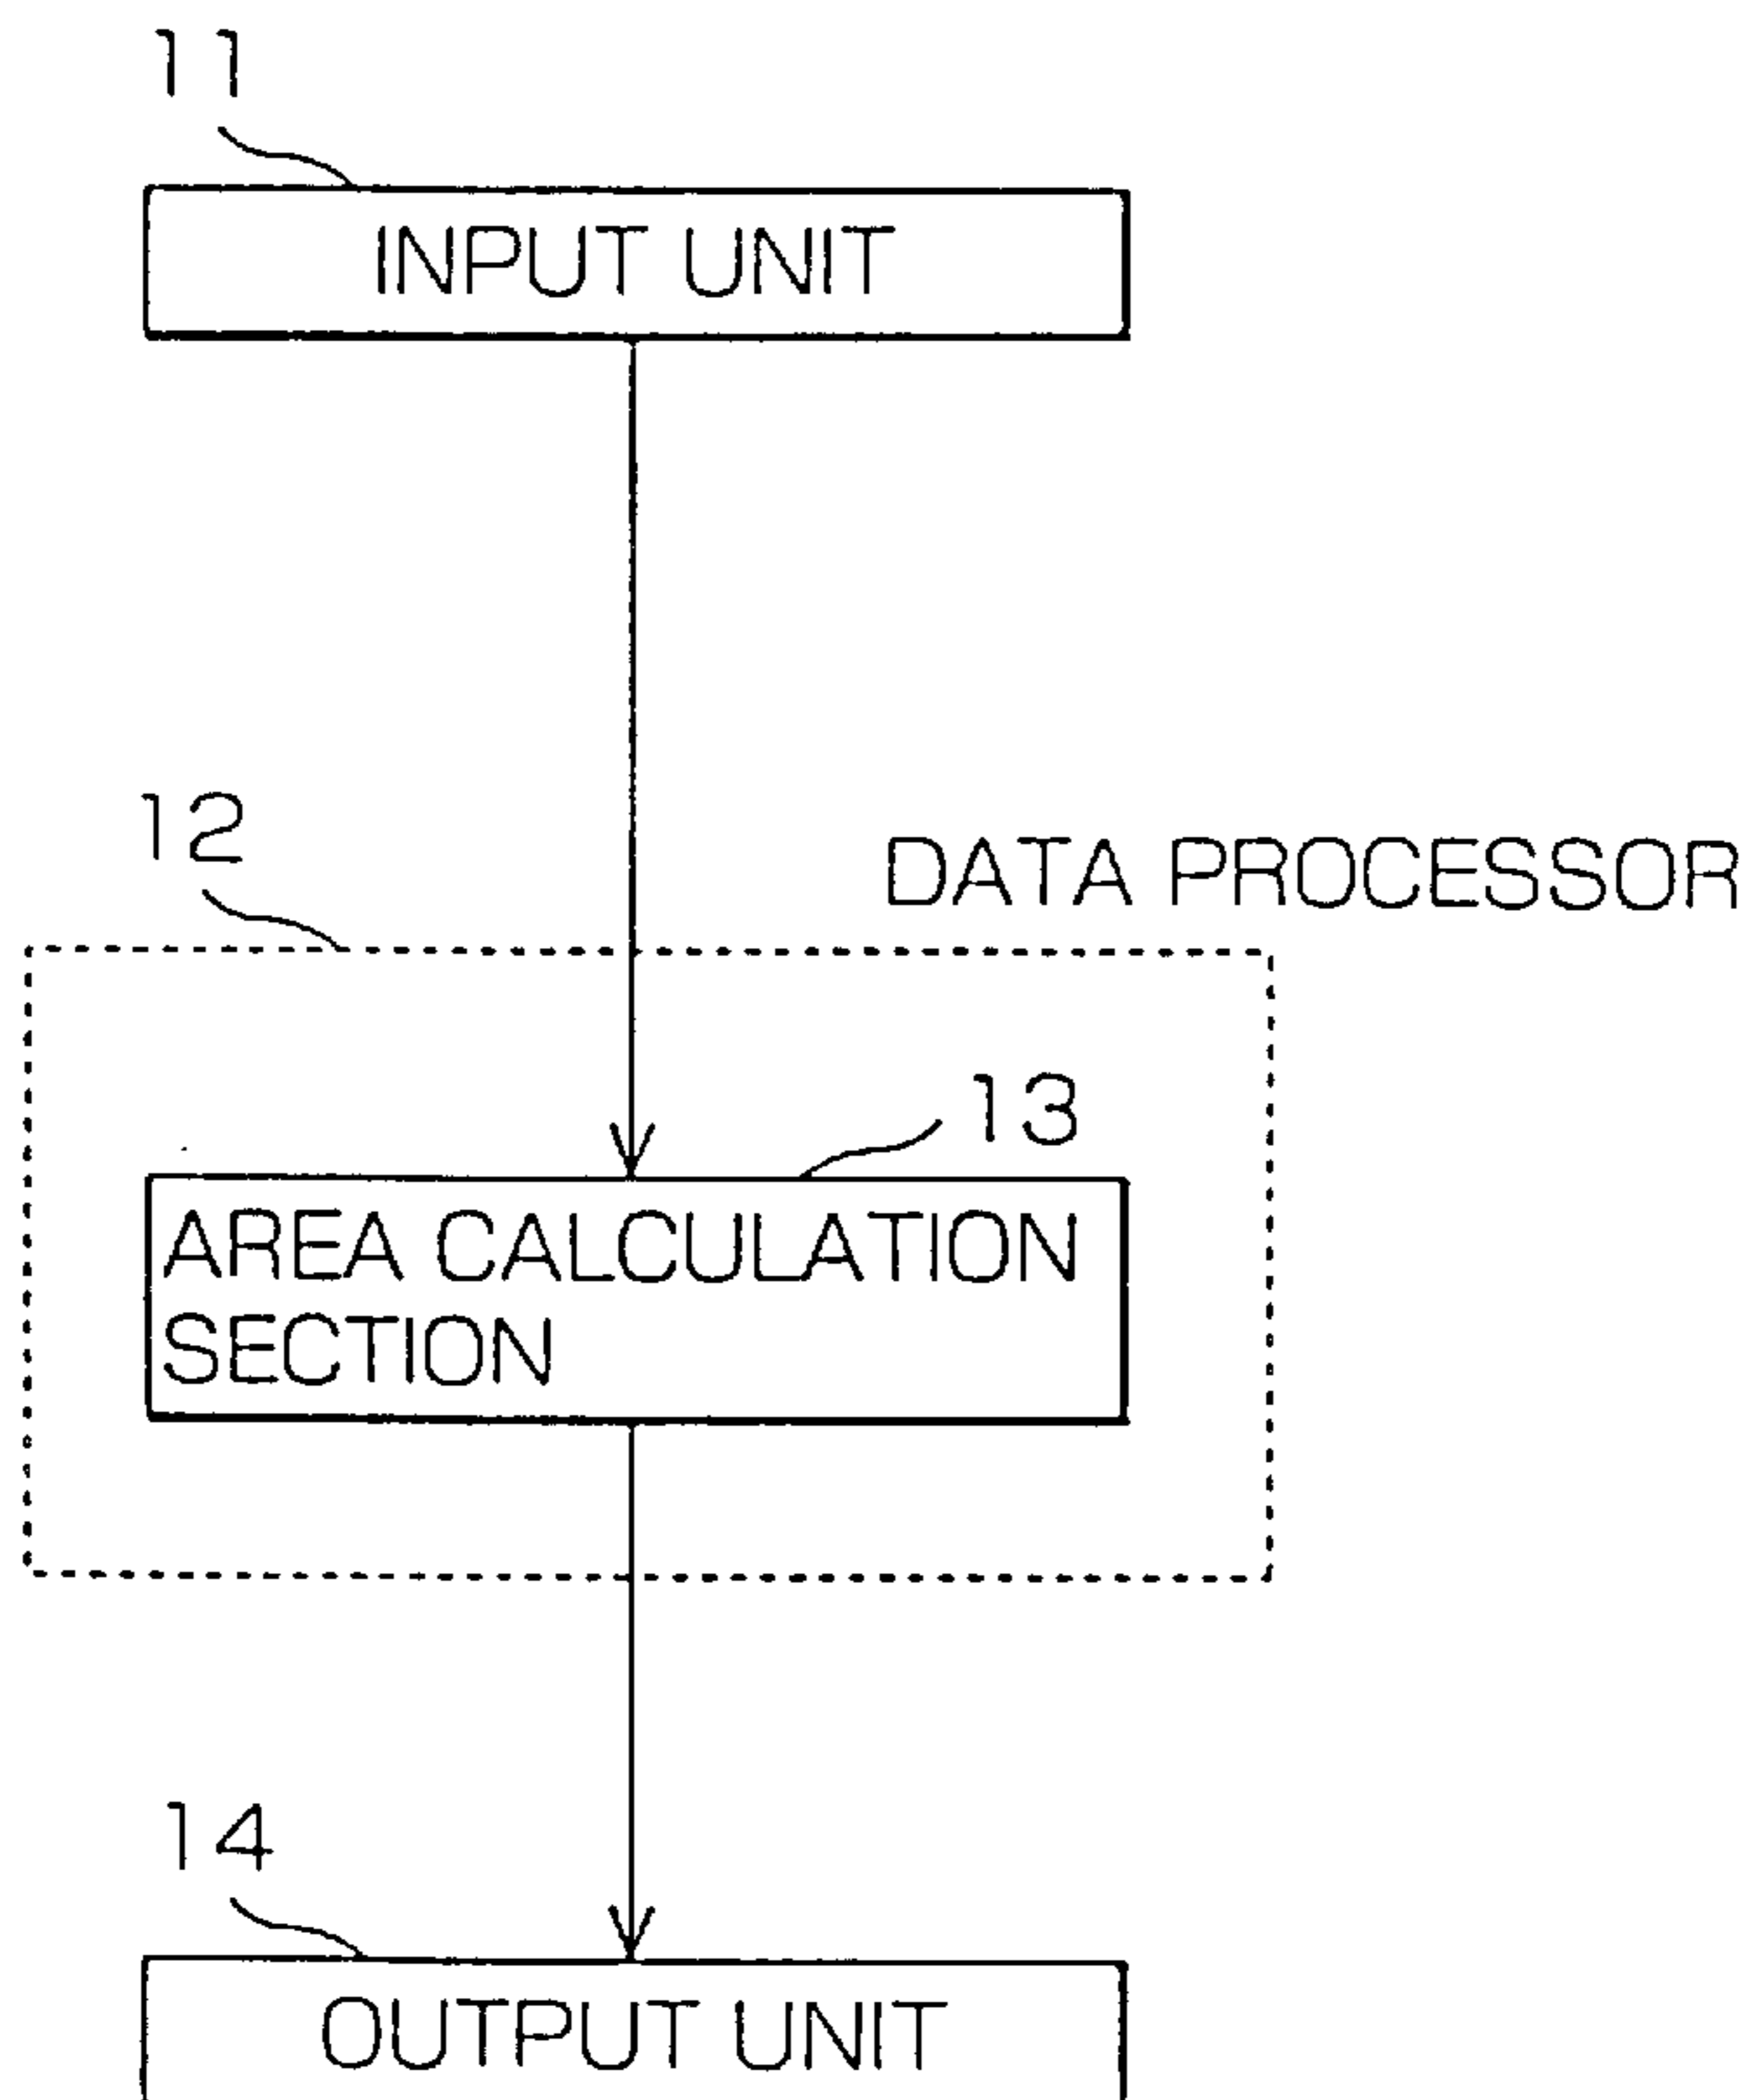 11
INPUT UNIT
12
DATA PROCESSOR
13
AREA CALCULATION
SECTION
14
OUTPUT UNIT